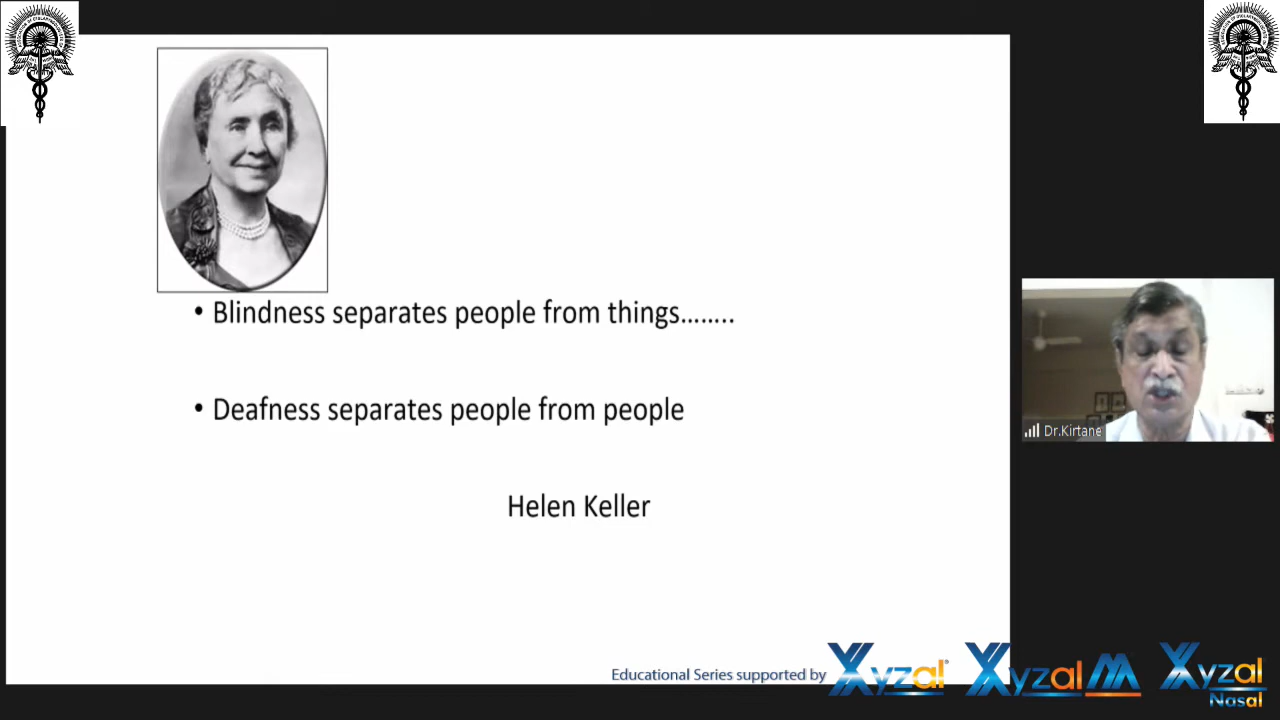 • Blindness separates people from things……..
• Deafness separates people from people
Helen Keller
Dr.Kirtane
Educational Series supported by
Xyzal®
Xyzal M
Xyzal
Nasal